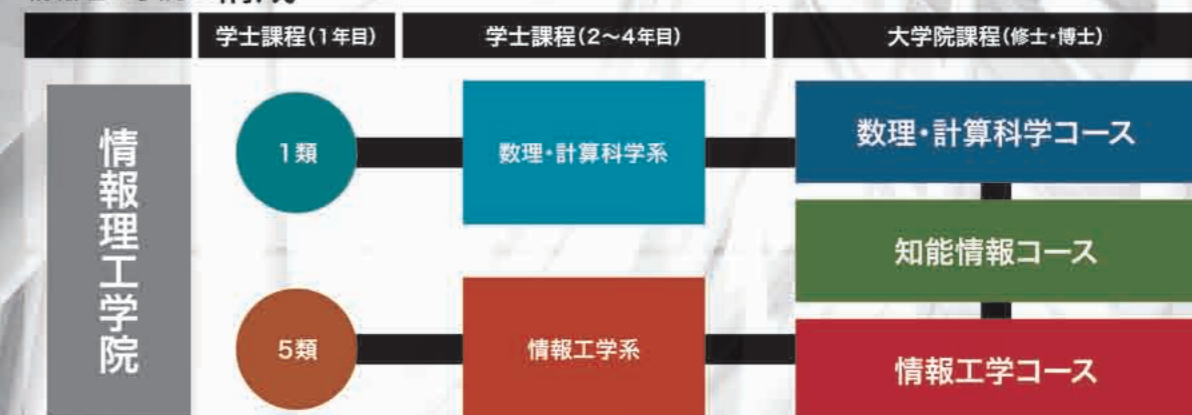 学士課程(1年目)
学士課程(2〜4年目)
大学院課程(修士・博士)
情報理工学院
1類
数理・計算科学系
数理・計算科学コース
知能情報コース
5類
情報工学系
情報工学コース